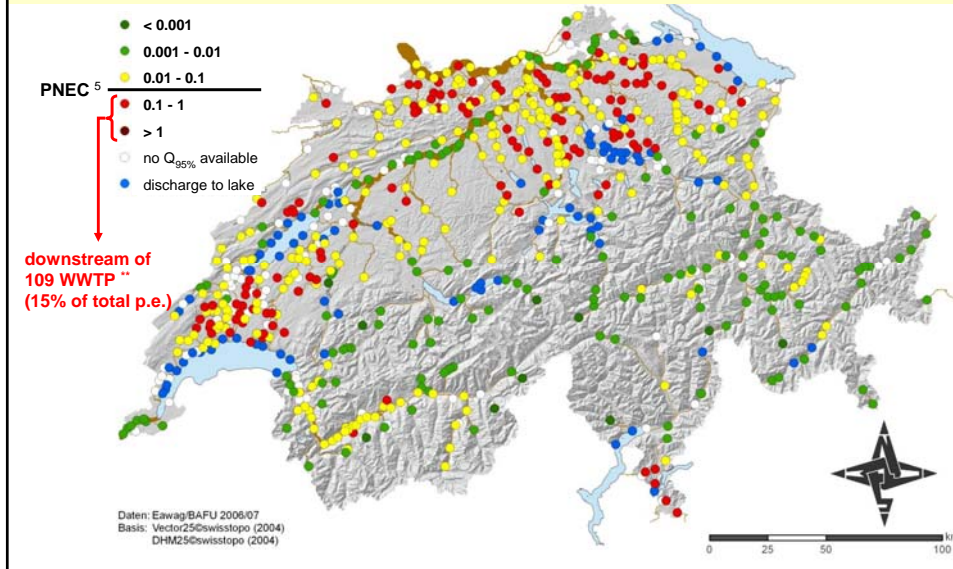 < 0.001
0.001 - 0.01
0.01 - 0.1
PNEC 5
0.1 - 1
> 1
no Q95% available
discharge to lake
downstream of
109 WWTP **
(15% of total p.e.)
Daten: Eawag/BAFU 2006/07
Basis: Vector25©swisstopo (2004)
DHM25©swisstopo (2004)
km
0 25 50 100